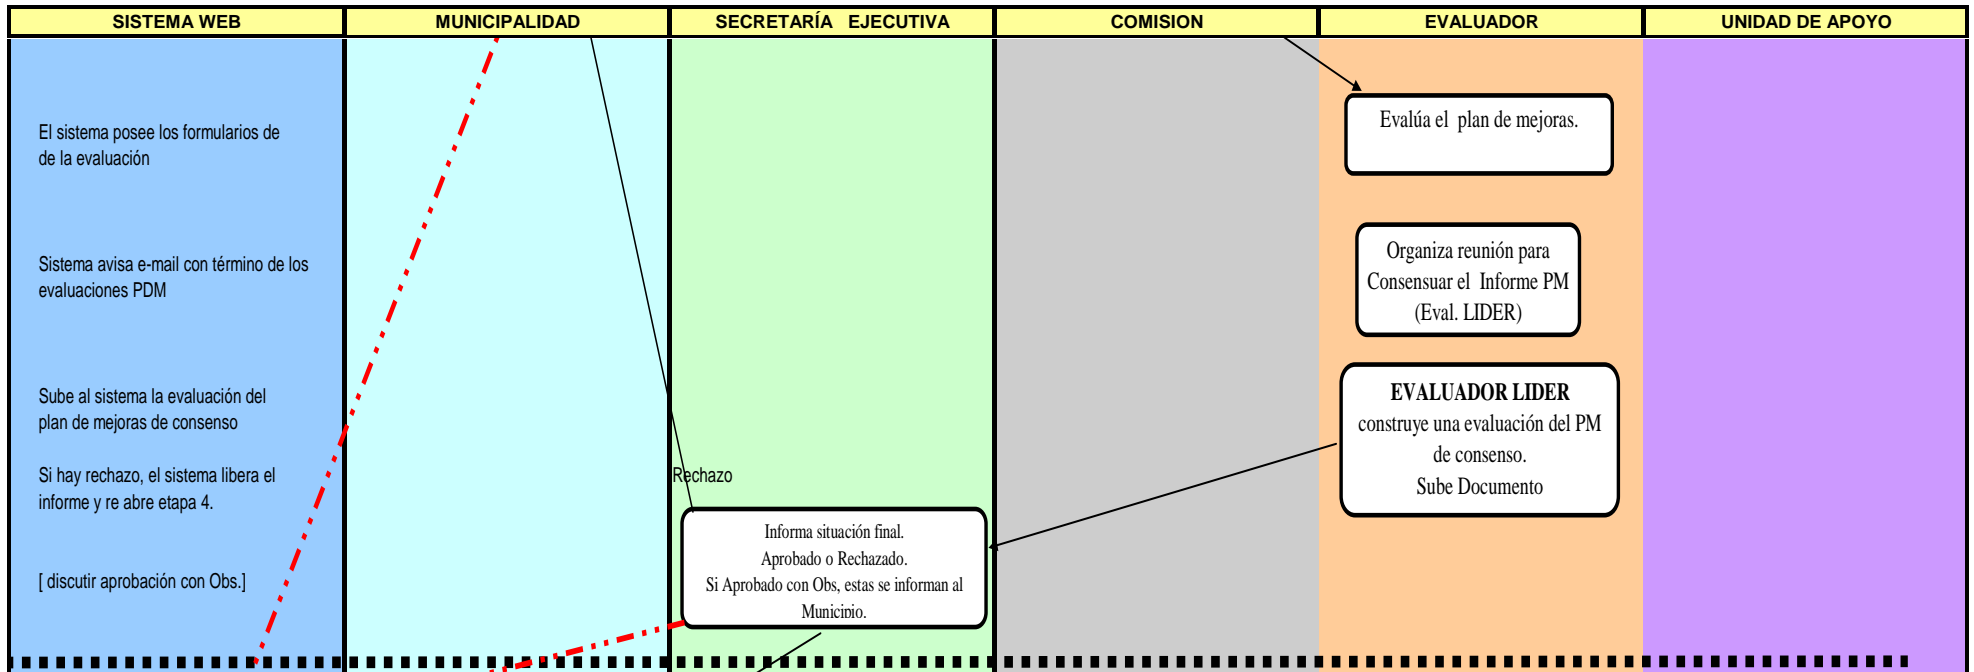 SISTEMA WEB
MUNICIPALIDAD
SECRETARÍA EJECUTIVA
COMISION
EVALUADOR
UNIDAD DE APOYO
El sistema posee los formularios de
de la evaluación
Evalúa el plan de mejoras.
Sistema avisa e-mail con término de los
evaluaciones PDM
Organiza reunión para
Consensuar el Informe PM
(Eval. LIDER)
Sube al sistema la evaluación del
plan de mejoras de consenso
EVALUADOR LIDER
construye una evaluación del PM
de consenso.
Sube Documento
Si hay rechazo, el sistema libera el
informe y re abre etapa 4.
Rechazo
Informa situación final.
Aprobado o Rechazado.
Si Aprobado con Obs, estas se informan al
Municipio.
[ discutir aprobación con Obs.]